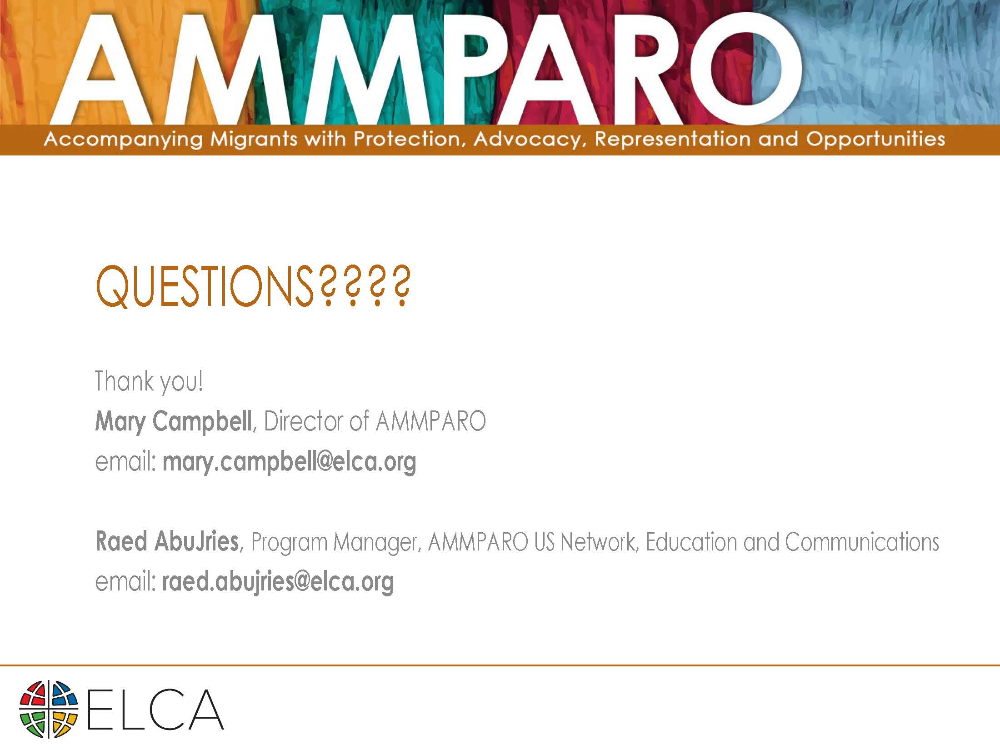 AMMPARO
Accompanying Migrants with Protection, Advocacy, Representation and Opportunities
QUESTIONS????
Thank you!
Mary Campbell, Director of AMMPARO
email: mary.campbell@elca.org
Raed AbuJries, Program Manager, AMMPARO US Network, Education and Communications
email: raed.abujries@elca.org
ELCA